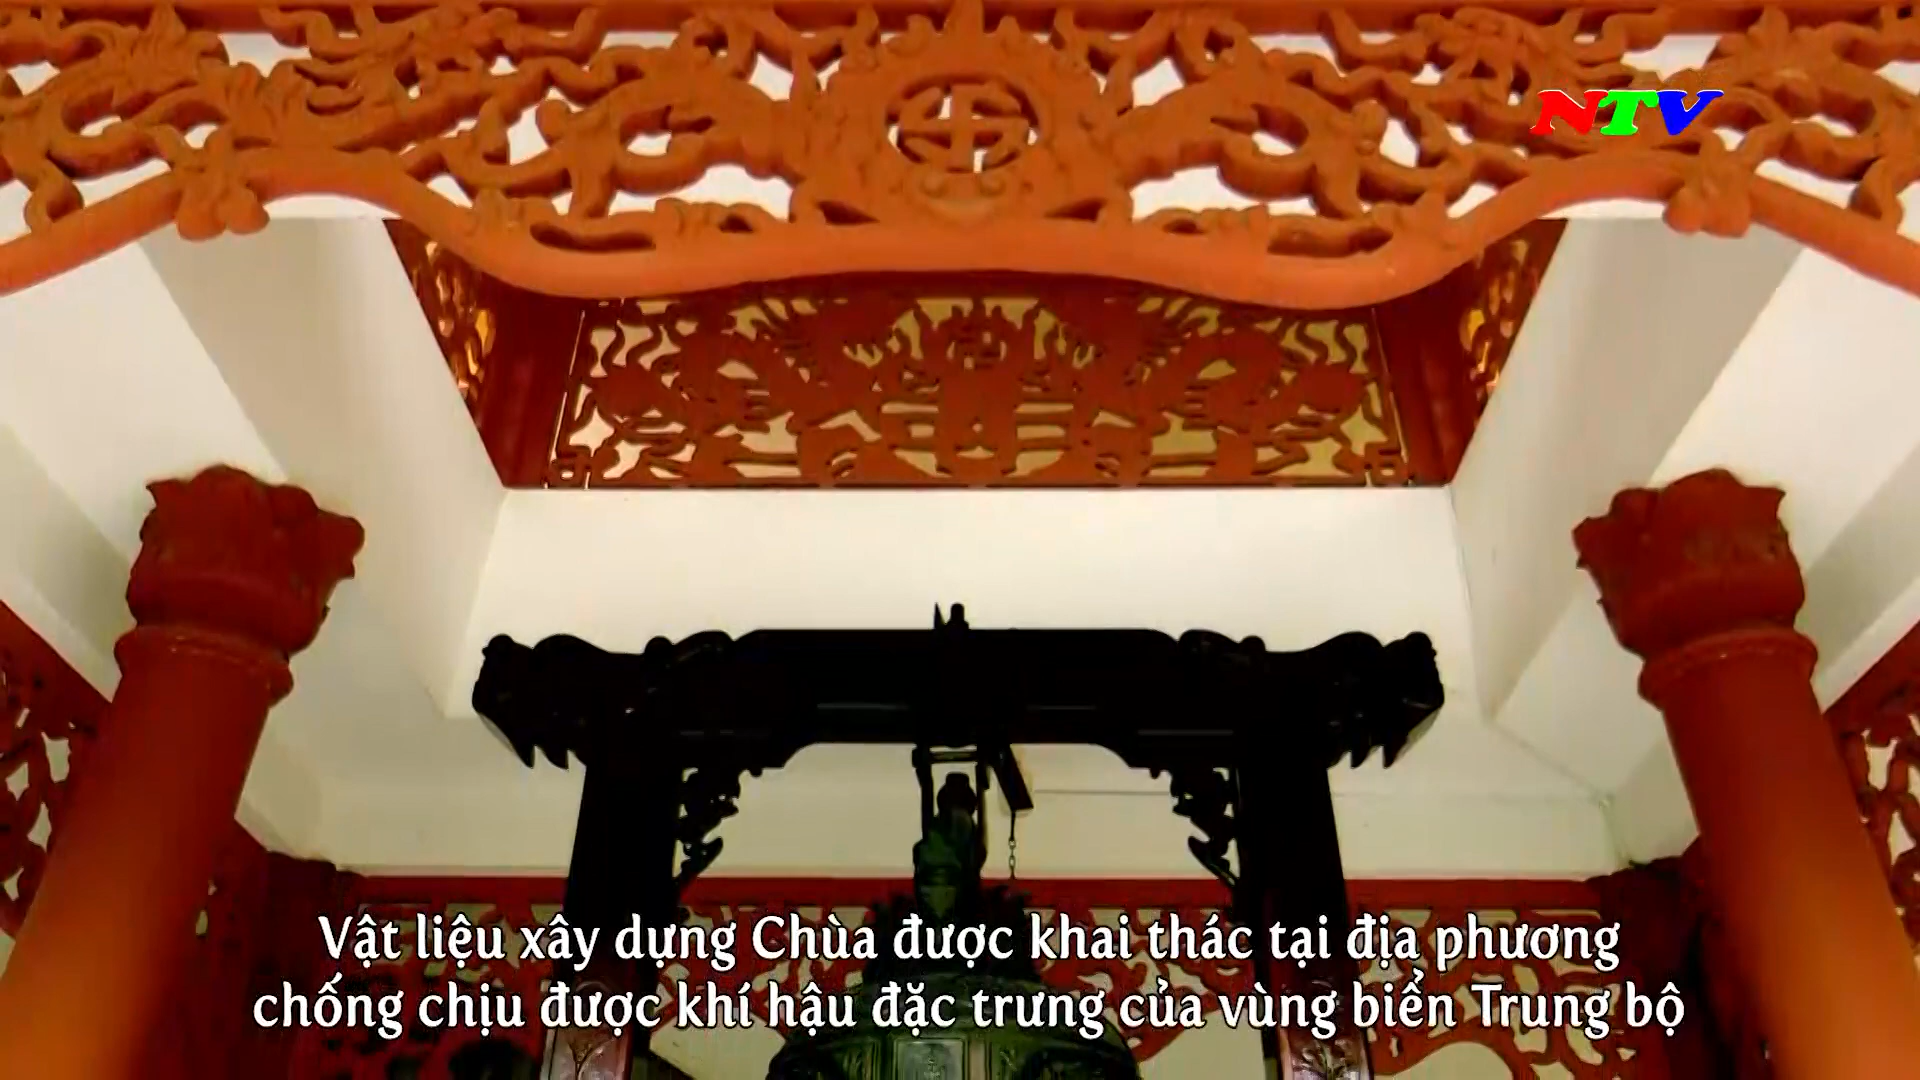 NTV
Vật liệu xây dựng Chùa được khai thác tại địa phương
chống chịu được khí hậu đặc trưng của vùng biển Trung bộ